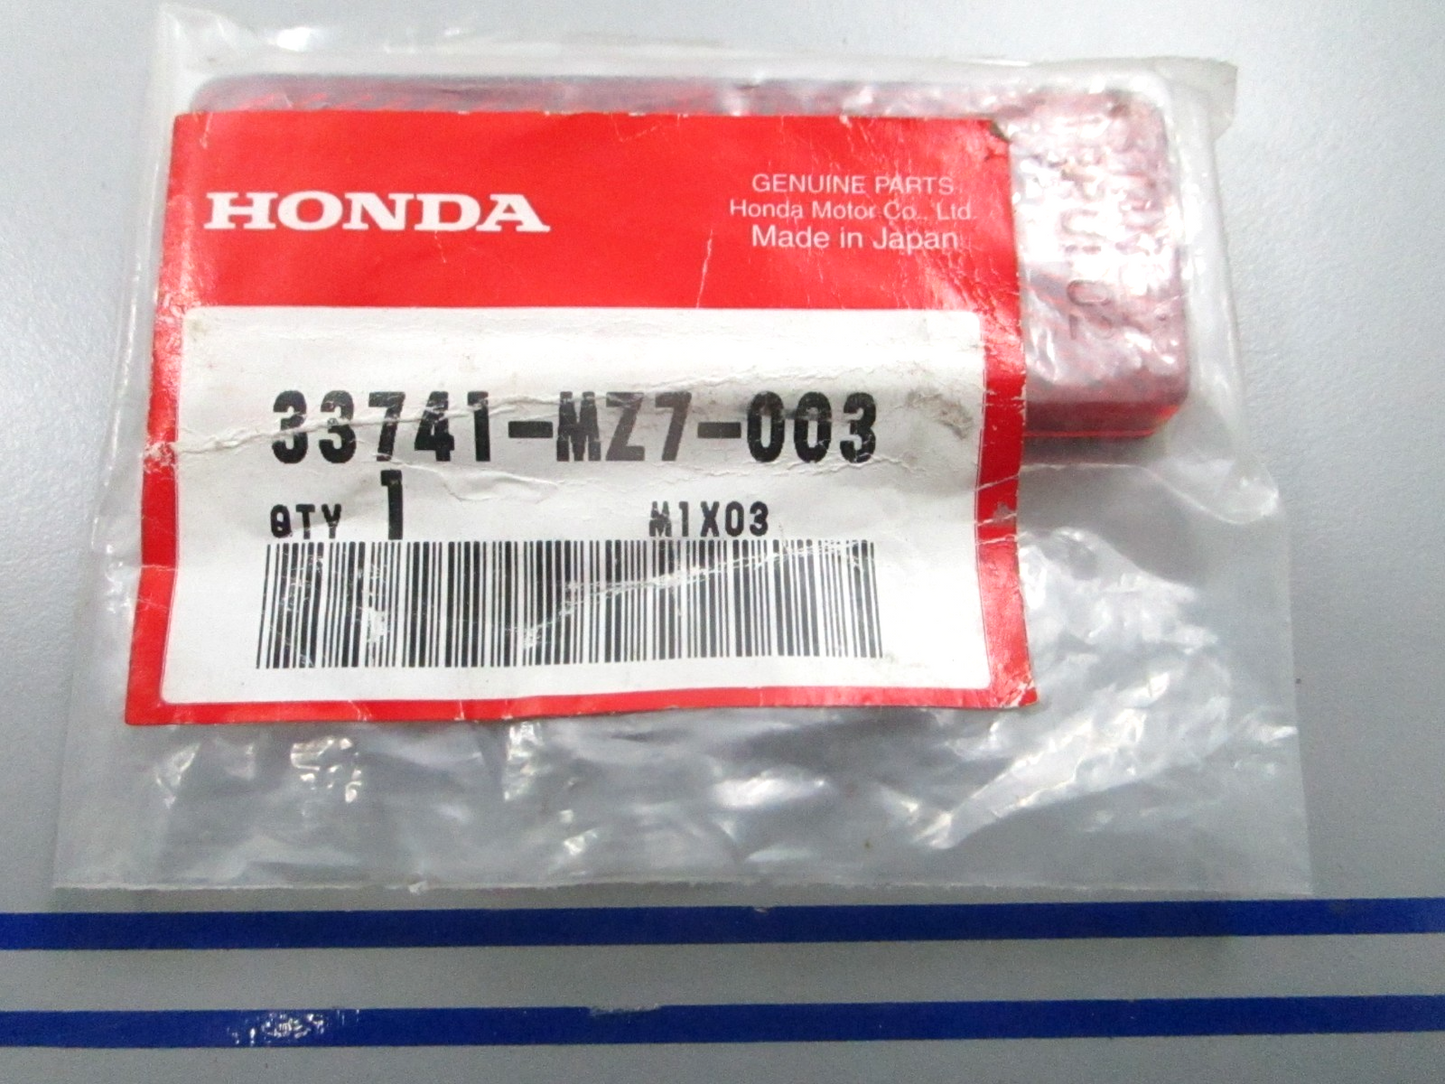 HONDA
GENUINE PARTS
Honda Motor Co., Ltd.
Made in Japan
33741-MZ7-003
QTY 1 M1X03